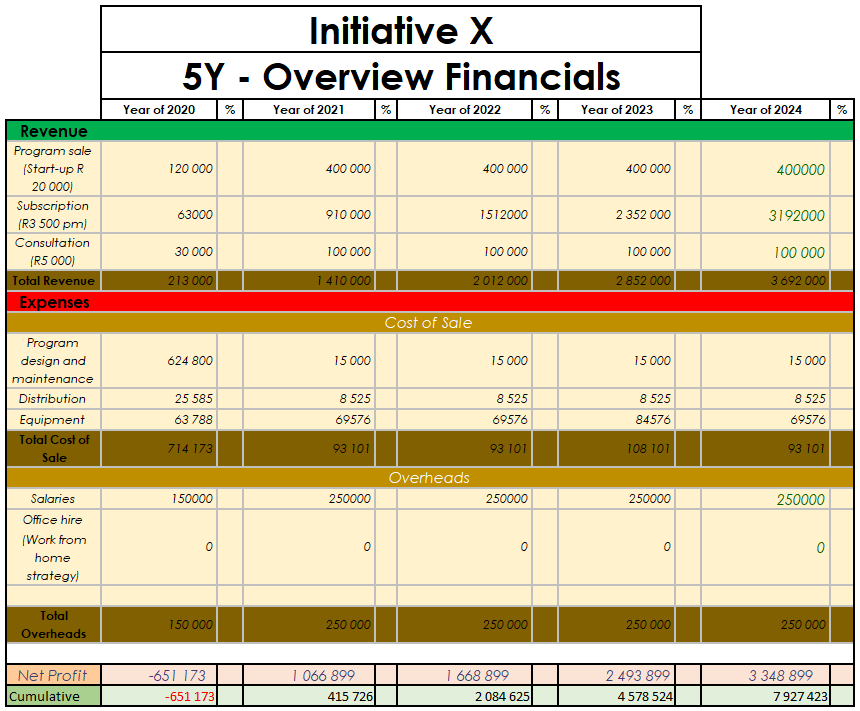 Initiative X
5Y - Overview Financials
Year of 2020 % Year of 2021 % Year of 2022 % Year of 2023 % Year of 2024 %
Revenue
Program sale
(Start-up R 120 000 400 000 400 000 400 000 400000
20 000)
Subscription
(R3 500 pm) 63000 910 000 1512000 2 352 000 3192000
Consultation
(R5 000) 30 000 100 000 100 000 100 000 100 000
Total Revenue 213 000 1 410 000 2 012 000 2 852 000 3 692 000
Expenses
Cost of Sale
Program
design and 624 800 15 000 15 000 15 000 15 000
maintenance
Distribution 25 585 8 525 8 525 8 525 8 525
Equipment 63 788 69576 69576 84576 69576
Total Cost of
Sale 714 173 93 101 93 101 108 101 93 101
Overheads
Salaries 150000 250000 250000 250000 250000
Office hire
(Work from 0 0 0 0 0
home
strategy)
Total
Overheads 150 000 250 000 250 000 250 000 250 000
Net Profit -651 173 1 066 899 1 668 899 2 493 899 3 348 899
Cumulative -651 173 415 726 2 084 625 4 578 524 7 927 423